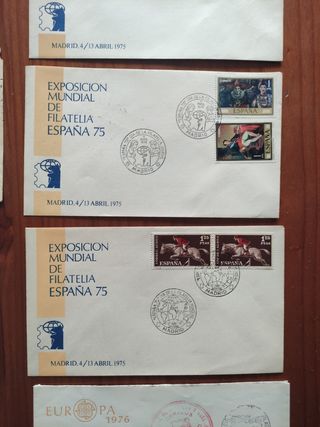 MADRID. 4/13 ABRIL 1975
EXPOSICION
MUNDIAL
DE
FILATELIA
ESPAÑA 75
ESPAÑA
MADRID
MADRID. 4/13 ABRIL 1975
EXPOSICION
MUNDIAL
DE
FILATELIA
ESPAÑA 75
ESPAÑA
ESPAÑA
MADRID
MADRID. 4/13 ABRIL 1975
EUROPA
1976